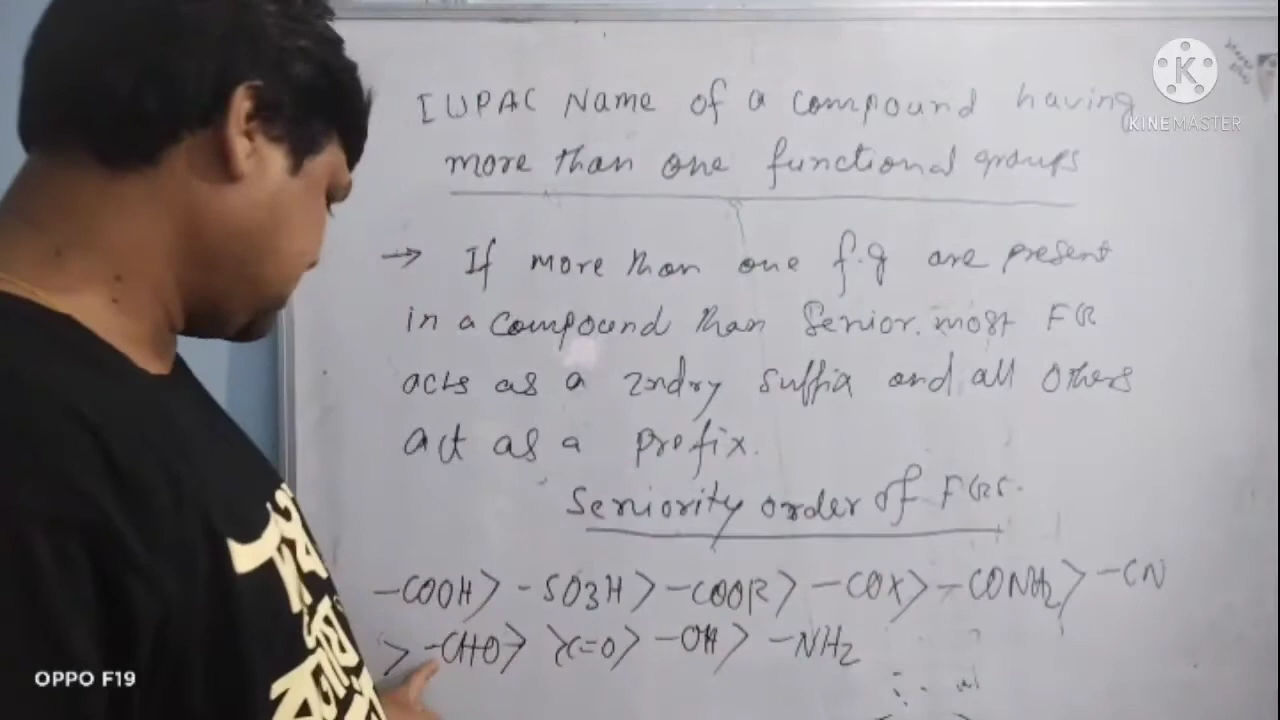 IUPAC Name of a compound having
more than one functional groups
→ If more than one f.g are present
in a compound than Senior most FG
acts as a 2ndry suffix and all others
act as a prefix.
Seniority order of FGs.
-COOH > -SO3H > -COOR > -COX > -CONH2 > -CN
> -CHO > >C=O > -OH > -NH2
K
KINEMASTER
OPPO F19